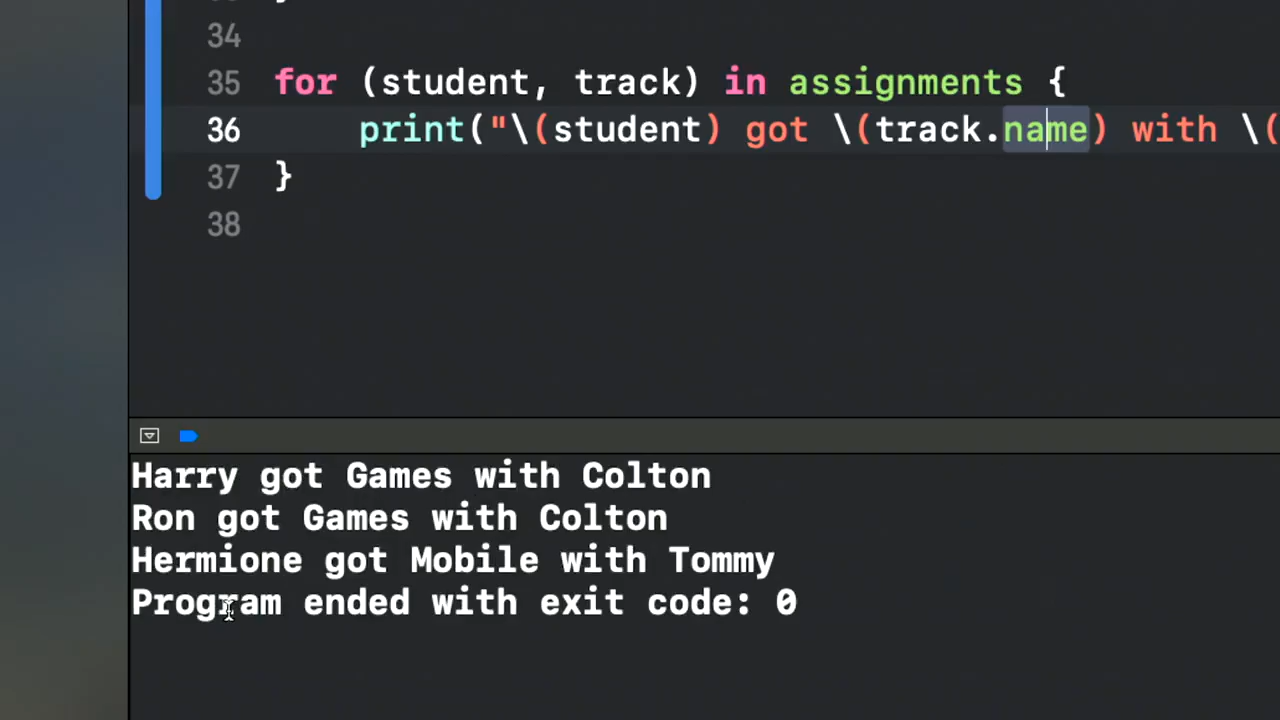 34
35 for (student, track) in assignments {
36 print("\(student) got \(track.name) with \(
37 }
38
Harry got Games with Colton
Ron got Games with Colton
Hermione got Mobile with Tommy
Program ended with exit code: 0